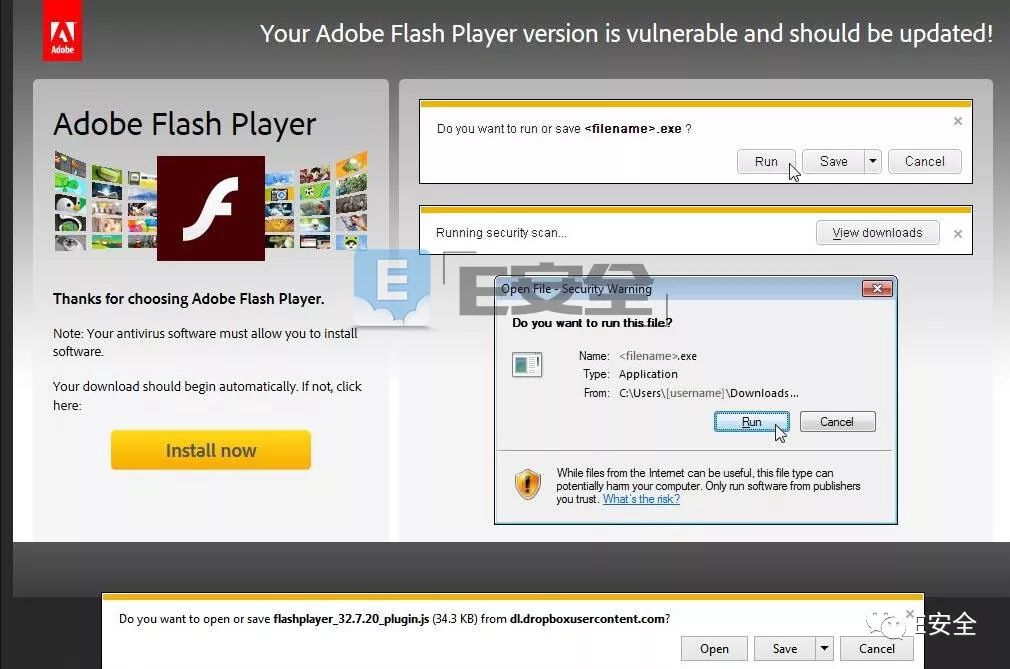 Adobe
Your Adobe Flash Player version is vulnerable and should be updated!
Adobe Flash Player
Thanks for choosing Adobe Flash Player.
Note: Your antivirus software must allow you to install
software.
Your download should begin automatically. If not, click
here:
Install now
Do you want to run or save <filename>.exe ?
Run
Save
Cancel
Running security scan...
View downloads
E安全
Open File - Security Warning
Do you want to run this file?
Name: <filename>.exe
Type: Application
From: C:\Users\[username]\Downloads...
Run
Cancel
While files from the Internet can be useful, this file type can
potentially harm your computer. Only run software from publishers
you trust. What's the risk?
Do you want to open or save flashplayer_32.7.20_plugin.js (34.3 KB) from dl.dropboxusercontent.com?
Open
Save
Cancel
E安全